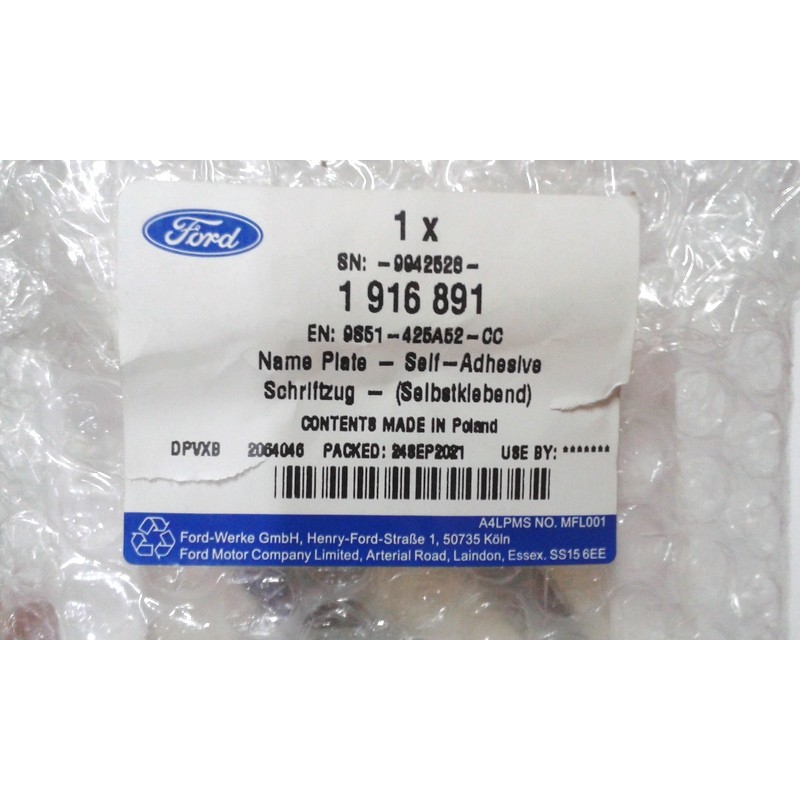 Ford
1 x
SN: -9942528-
1 916 891
EN: 9S51-425A52-CC
Name Plate - Self-Adhesive
Schriftzug - (Selbstklebend)
CONTENTS MADE IN Poland
DPVXB 2064046 PACKED: 24SEP2021 USE BY: *******
A4LPMS NO. MFL001
Ford-Werke GmbH, Henry-Ford-Straße 1, 50735 Köln
Ford Motor Company Limited, Arterial Road, Laindon, Essex. SS15 6EE